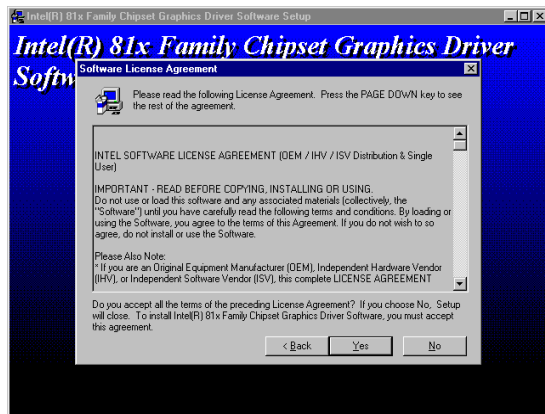 Intel(R) 81x Family Chipset Graphics Driver Software Setup
Intel(R) 81x Family Chipset Graphics Driver
Softw
Software License Agreement
Please read the following License Agreement. Press the PAGE DOWN key to see
the rest of the agreement.
INTEL SOFTWARE LICENSE AGREEMENT (OEM / IHV / ISV Distribution & Single
User)
IMPORTANT - READ BEFORE COPYING, INSTALLING OR USING.
Do not use or load this software and any associated materials (collectively, the
"Software") until you have carefully read the following terms and conditions. By loading or
using the Software, you agree to the terms of this Agreement. If you do not wish to so
agree, do not install or use the Software.
Please Also Note:
* If you are an Original Equipment Manufacturer (OEM), Independent Hardware Vendor
(IHV), or Independent Software Vendor (ISV), this complete LICENSE AGREEMENT
Do you accept all the terms of the preceding License Agreement? If you choose No, Setup
will close. To install Intel(R) 81x Family Chipset Graphics Driver Software, you must accept
this agreement.
< Back Yes No